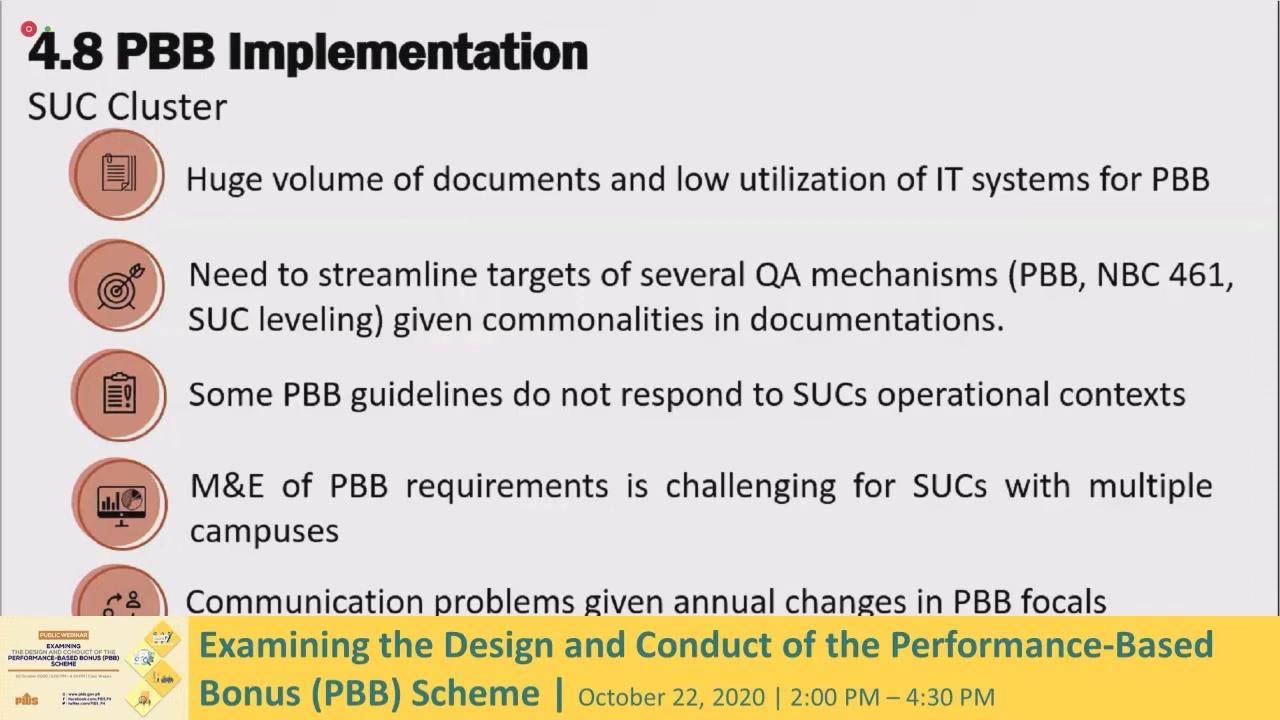 4.8 PBB Implementation
SUC Cluster
Huge volume of documents and low utilization of IT systems for PBB
Need to streamline targets of several QA mechanisms (PBB, NBC 461,
SUC leveling) given commonalities in documentations.
Some PBB guidelines do not respond to SUCs operational contexts
M&E of PBB requirements is challenging for SUCs with multiple
campuses
Communication problems given annual changes in PBB focals
PUBLIC WEBINAR
EXAMINING
THE DESIGN AND CONDUCT OF THE
PERFORMANCE-BASED BONUS (PBB)
SCHEME
Examining the Design and Conduct of the Performance-Based
Bonus (PBB) Scheme | October 22, 2020 | 2:00 PM – 4:30 PM